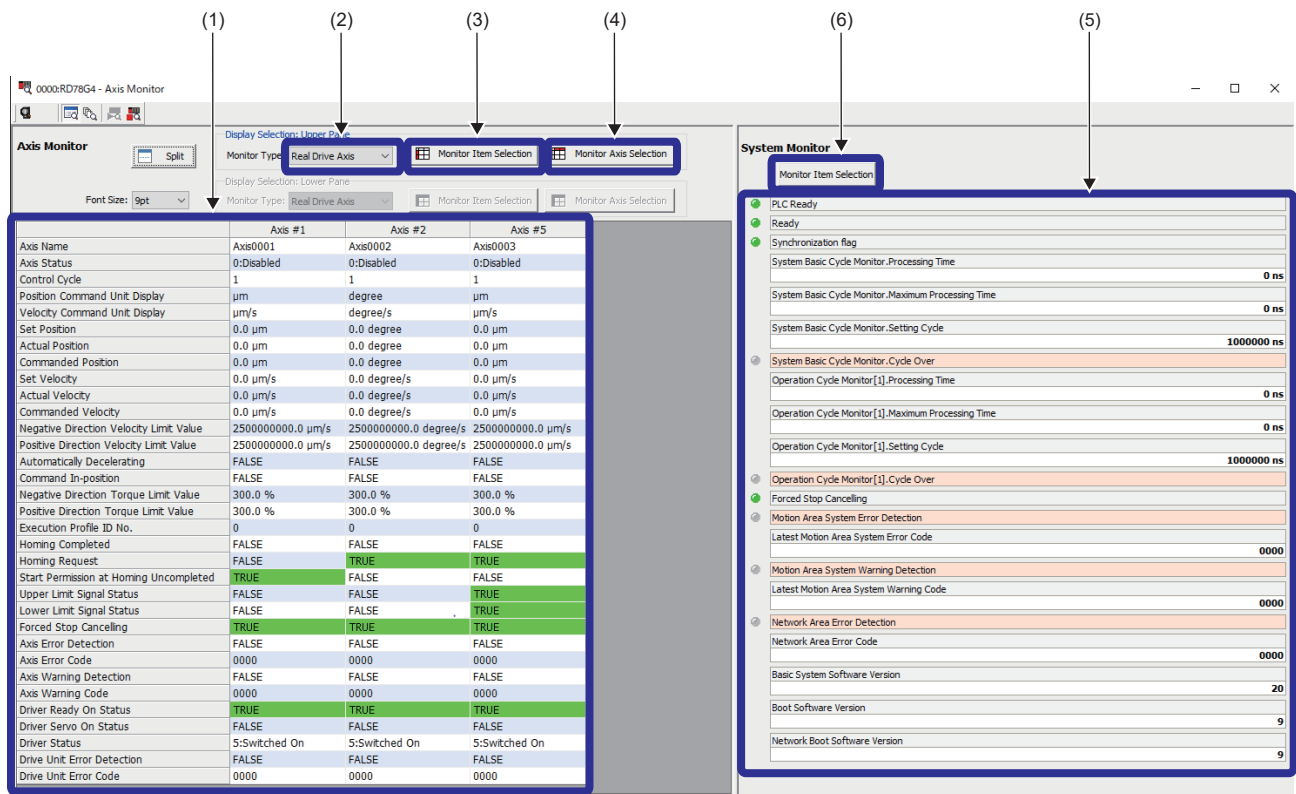 (1) (2) (3) (4) (6) (5)
0000:RD78G4 - Axis Monitor
Axis Monitor
Split
Font Size: 9pt
Display Selection: Upper Pane
Monitor Type: Real Drive Axis Monitor Item Selection Monitor Axis Selection
Display Selection: Lower Pane
Monitor Type: Real Drive Axis Monitor Item Selection Monitor Axis Selection
Axis #1 Axis #2 Axis #5
Axis Name Axis0001 Axis0002 Axis0003
Axis Status 0:Disabled 0:Disabled 0:Disabled
Control Cycle 1 1 1
Position Command Unit Display µm degree µm
Velocity Command Unit Display µm/s degree/s µm/s
Set Position 0.0 µm 0.0 degree 0.0 µm
Actual Position 0.0 µm 0.0 degree 0.0 µm
Commanded Position 0.0 µm 0.0 degree 0.0 µm
Set Velocity 0.0 µm/s 0.0 degree/s 0.0 µm/s
Actual Velocity 0.0 µm/s 0.0 degree/s 0.0 µm/s
Commanded Velocity 0.0 µm/s 0.0 degree/s 0.0 µm/s
Negative Direction Velocity Limit Value 2500000000.0 µm/s 2500000000.0 degree/s 2500000000.0 µm/s
Positive Direction Velocity Limit Value 2500000000.0 µm/s 2500000000.0 degree/s 2500000000.0 µm/s
Automatically Decelerating FALSE FALSE FALSE
Command In-position FALSE FALSE FALSE
Negative Direction Torque Limit Value 300.0 % 300.0 % 300.0 %
Positive Direction Torque Limit Value 300.0 % 300.0 % 300.0 %
Execution Profile ID No. 0 0 0
Homing Completed FALSE FALSE FALSE
Homing Request FALSE TRUE TRUE
Start Permission at Homing Uncompleted TRUE FALSE FALSE
Upper Limit Signal Status FALSE FALSE TRUE
Lower Limit Signal Status FALSE FALSE TRUE
Forced Stop Cancelling TRUE TRUE TRUE
Axis Error Detection FALSE FALSE FALSE
Axis Error Code 0000 0000 0000
Axis Warning Detection FALSE FALSE FALSE
Axis Warning Code 0000 0000 0000
Driver Ready On Status TRUE TRUE TRUE
Driver Servo On Status FALSE FALSE FALSE
Driver Status 5:Switched On 5:Switched On 5:Switched On
Drive Unit Error Detection FALSE FALSE FALSE
Drive Unit Error Code 0000 0000 0000
System Monitor
Monitor Item Selection
PLC Ready
Ready
Synchronization flag
System Basic Cycle Monitor.Processing Time
0 ns
System Basic Cycle Monitor.Maximum Processing Time
0 ns
System Basic Cycle Monitor.Setting Cycle
1000000 ns
System Basic Cycle Monitor.Cycle Over
Operation Cycle Monitor[1].Processing Time
0 ns
Operation Cycle Monitor[1].Maximum Processing Time
0 ns
Operation Cycle Monitor[1].Setting Cycle
1000000 ns
Operation Cycle Monitor[1].Cycle Over
Forced Stop Cancelling
Motion Area System Error Detection
Latest Motion Area System Error Code
0000
Motion Area System Warning Detection
Latest Motion Area System Warning Code
0000
Network Area Error Detection
Network Area Error Code
0000
Basic System Software Version
20
Boot Software Version
9
Network Boot Software Version
9